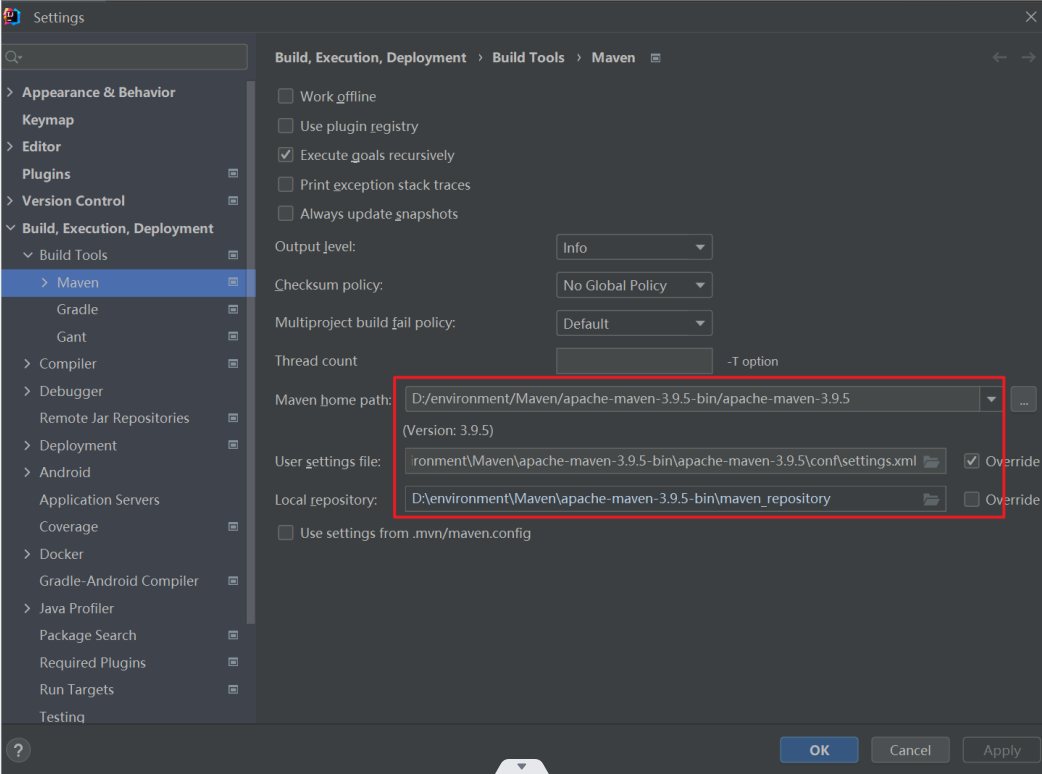 Settings
Build, Execution, Deployment › Build Tools › Maven
Appearance & Behavior
Keymap
Editor
Plugins
Version Control
Build, Execution, Deployment
Build Tools
Maven
Gradle
Gant
Compiler
Debugger
Remote Jar Repositories
Deployment
Android
Application Servers
Coverage
Docker
Gradle-Android Compiler
Java Profiler
Package Search
Required Plugins
Run Targets
Testing
Work offline
Use plugin registry
Execute goals recursively
Print exception stack traces
Always update snapshots
Output level: Info
Checksum policy: No Global Policy
Multiproject build fail policy: Default
Thread count -T option
Maven home path: D:/environment/Maven/apache-maven-3.9.5-bin/apache-maven-3.9.5 ...
(Version: 3.9.5)
User settings file: ironment\Maven\apache-maven-3.9.5-bin\apache-maven-3.9.5\conf\settings.xml Override
Local repository: D:\environment\Maven\apache-maven-3.9.5-bin\maven_repository Override
Use settings from .mvn/maven.config
? OK Cancel Apply